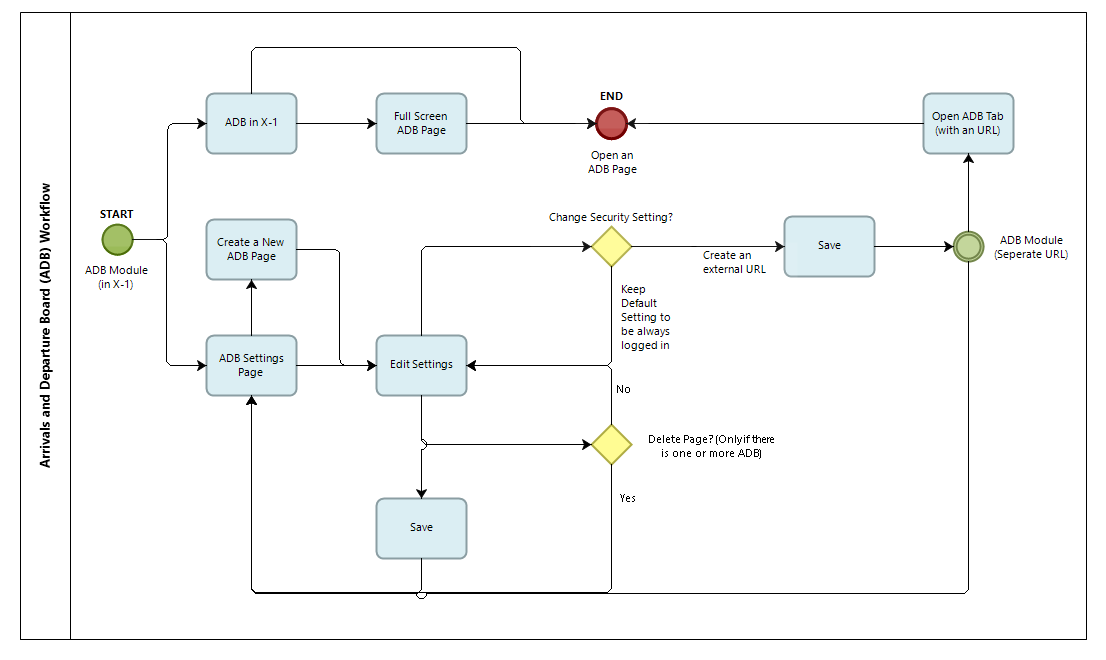 Arrivals and Departure Board (ADB) Workflow
START
ADB Module
(in X-1)
ADB in X-1
Full Screen
ADB Page
END
Open an
ADB Page
Open ADB Tab
(with an URL)
Create a New
ADB Page
Change Security Setting?
Create an
external URL
Save
ADB Module
(Seperate URL)
Keep
Default
Setting to
be always
logged in
ADB Settings
Page
Edit Settings
No
Delete Page? (Only if there
is one or more ADB)
Yes
Save